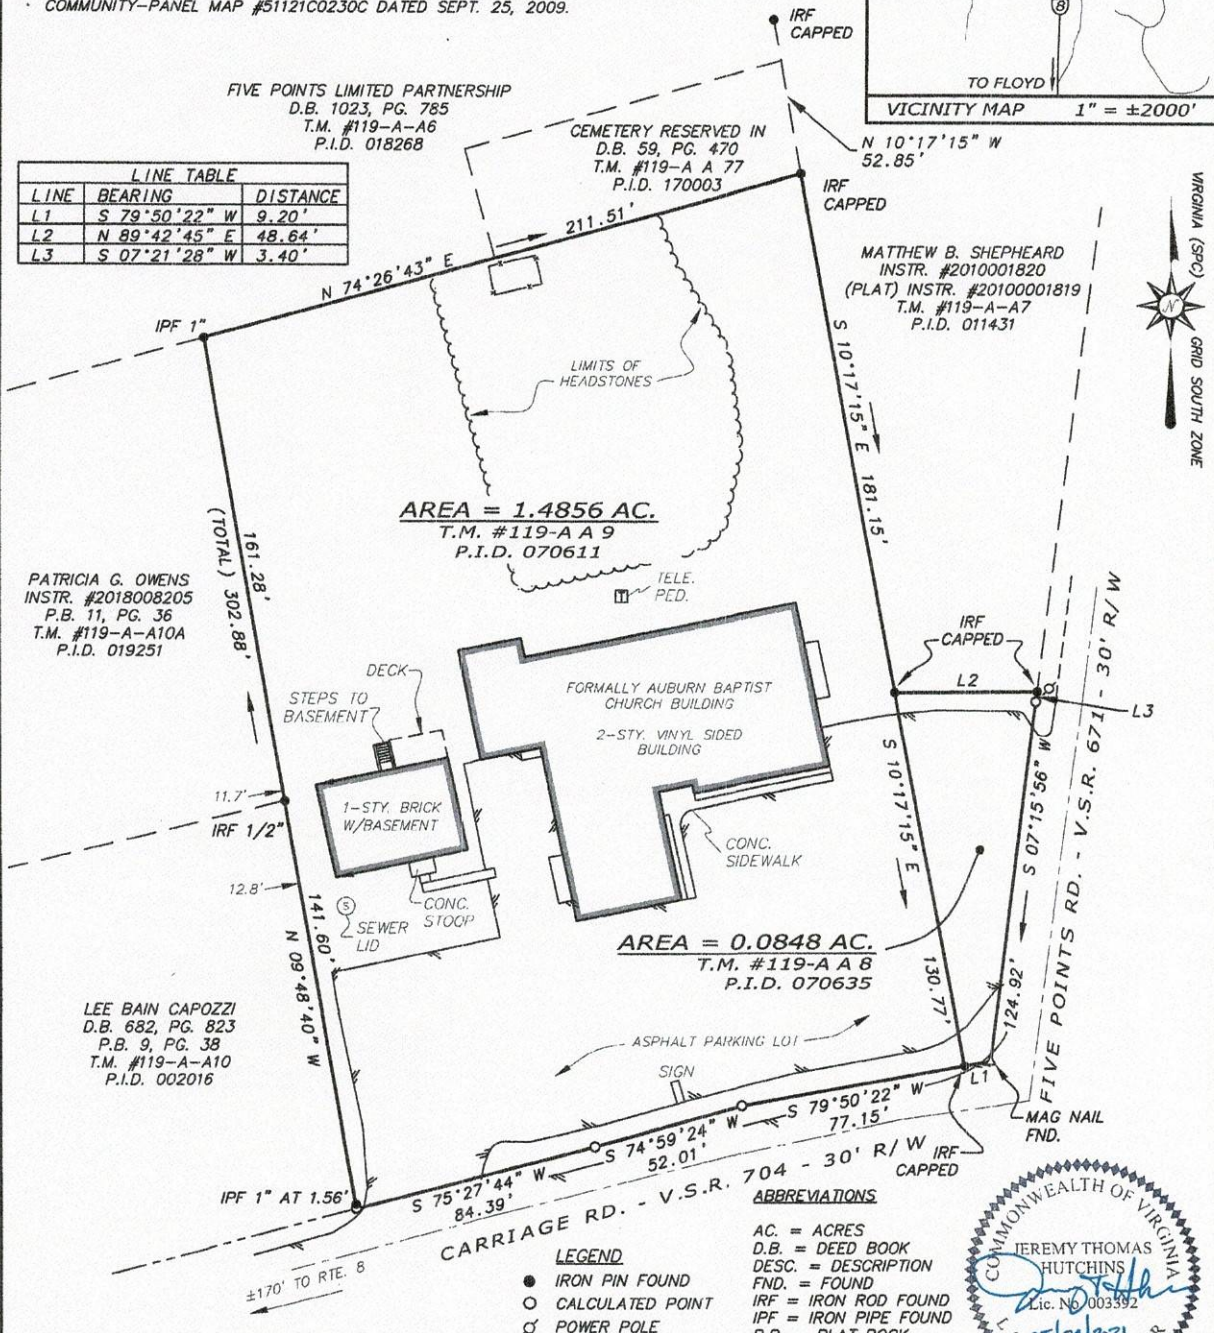 COMMUNITY-PANEL MAP #51121C0230C DATED SEPT. 25, 2009.
IRF
CAPPED
8
TO FLOYD
VICINITY MAP 1" = ±2000'
FIVE POINTS LIMITED PARTNERSHIP
D.B. 1023, PG. 785
T.M. #119-A-A6
P.I.D. 018268
CEMETERY RESERVED IN
D.B. 59, PG. 470
T.M. #119-A A 77
P.I.D. 170003
N 10°17'15" W
52.85'
LINE TABLE
LINE BEARING DISTANCE
L1 S 79°50'22" W 9.20'
L2 N 89°42'45" E 48.64'
L3 S 07°21'28" W 3.40'
IRF
CAPPED
N 74°26'43" E 211.51'
VIRGINIA (SPC) GRID SOUTH ZONE
N
MATTHEW B. SHEPHEARD
INSTR. #2010001820
(PLAT) INSTR. #20100001819
T.M. #119-A-A7
P.I.D. 011431
IPF 1"
LIMITS OF
HEADSTONES
S 10°17'15" E 181.15'
AREA = 1.4856 AC.
T.M. #119-A A 9
P.I.D. 070611
161.28'
(TOTAL) 302.88'
PATRICIA G. OWENS
INSTR. #2018008205
P.B. 11, PG. 36
T.M. #119-A-A10A
P.I.D. 019251
T
TELE.
PED.
IRF
CAPPED
L2
L3
DECK
STEPS TO
BASEMENT
FORMALLY AUBURN BAPTIST
CHURCH BUILDING
2-STY. VINYL SIDED
BUILDING
1-STY. BRICK
W/BASEMENT
11.7'
IRF 1/2"
12.8'
CONC.
SIDEWALK
S 10°17'15" E
130.77'
S 07°15'56" W
124.92'
FIVE POINTS RD. - V.S.R. 671 - 30' R/W
S
SEWER
LID
CONC.
STOOP
141.60'
N 09°48'40" W
AREA = 0.0848 AC.
T.M. #119-A A 8
P.I.D. 070635
LEE BAIN CAPOZZI
D.B. 682, PG. 823
P.B. 9, PG. 38
T.M. #119-A-A10
P.I.D. 002016
ASPHALT PARKING LOT
SIGN
L1
MAG NAIL
FND.
S 79°50'22" W
77.15'
S 74°59'24" W
52.01'
S 75°27'44" W
84.39'
IRF
CAPPED
IPF 1" AT 1.56'
CARRIAGE RD. - V.S.R. 704 - 30' R/W
±170' TO RTE. 8
LEGEND
IRON PIN FOUND
CALCULATED POINT
POWER POLE
ABBREVIATIONS
AC. = ACRES
D.B. = DEED BOOK
DESC. = DESCRIPTION
FND. = FOUND
IRF = IRON ROD FOUND
IPF = IRON PIPE FOUND
P.B. = PLAT BOOK
COMMONWEALTH OF VIRGINIA
JEREMY THOMAS
HUTCHINS
Lic. No. 003392